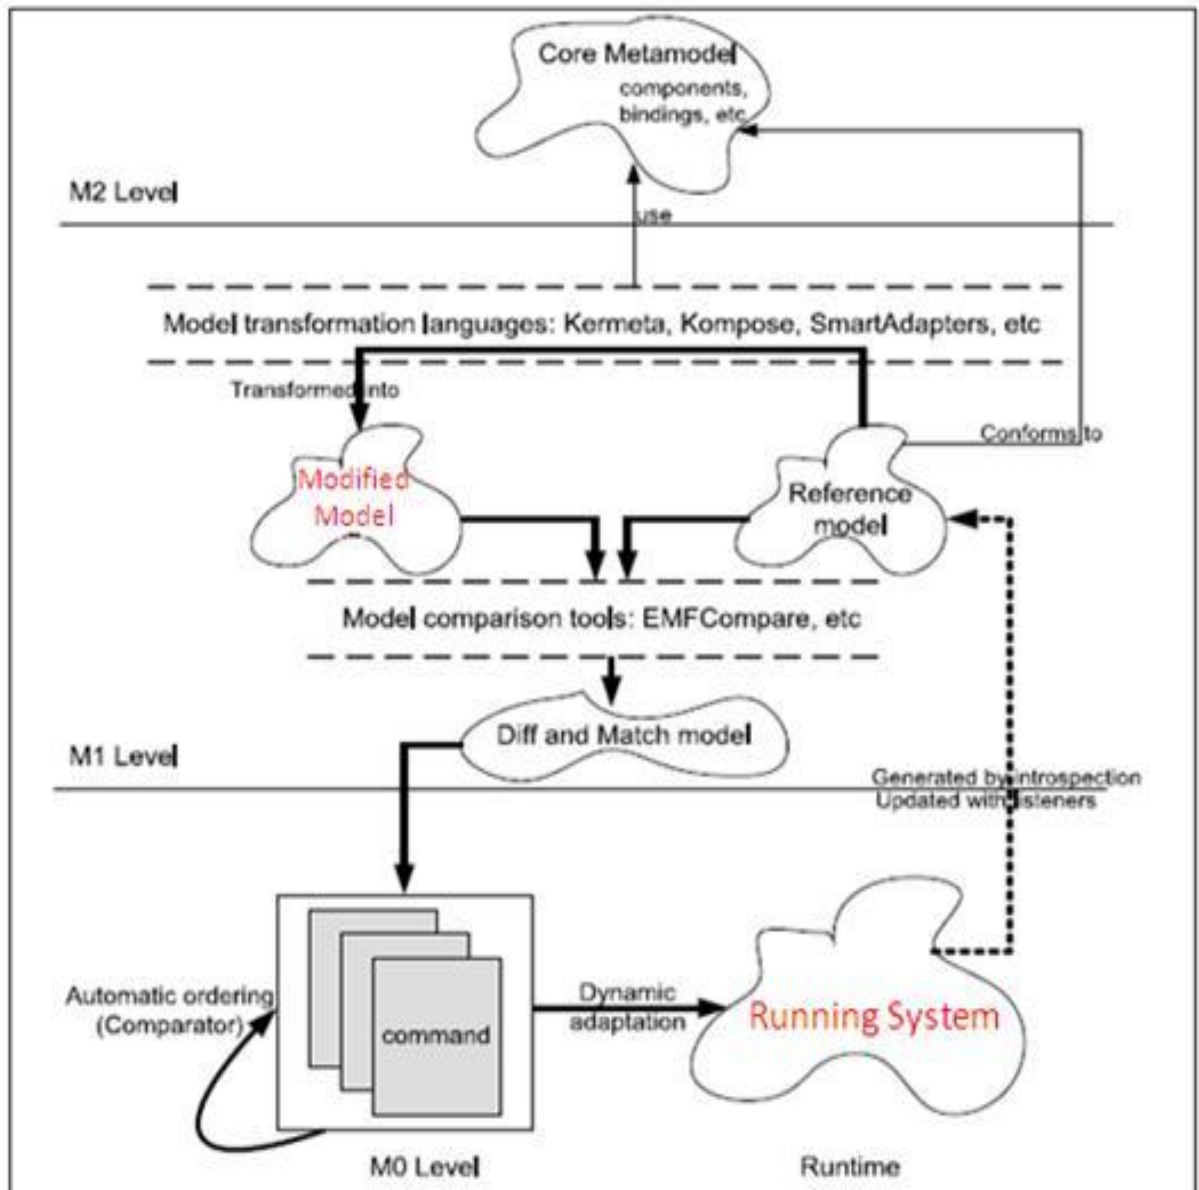 Core Metamodel
components,
bindings, etc
M2 Level
use
Model transformation languages: Kermeta, Kompose, SmartAdapters, etc
Transformed into
Conforms to
Modified
Model
Reference
model
Model comparison tools: EMFCompare, etc
Diff and Match model
M1 Level
Generated by introspection
Updated with listeners
Automatic ordering
(Comparator)
command
Dynamic
adaptation
Running System
M0 Level
Runtime